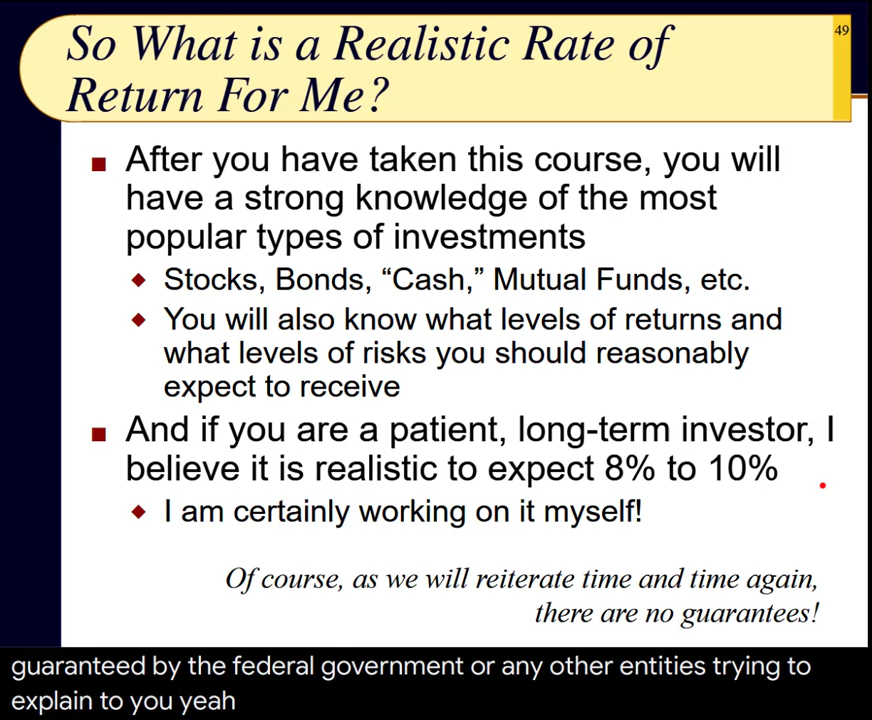 So What is a Realistic Rate of
Return For Me?
49
After you have taken this course, you will
have a strong knowledge of the most
popular types of investments
Stocks, Bonds, “Cash,” Mutual Funds, etc.
You will also know what levels of returns and
what levels of risks you should reasonably
expect to receive
And if you are a patient, long-term investor, I
believe it is realistic to expect 8% to 10%
I am certainly working on it myself!
Of course, as we will reiterate time and time again,
there are no guarantees!
guaranteed by the federal government or any other entities trying to
explain to you yeah